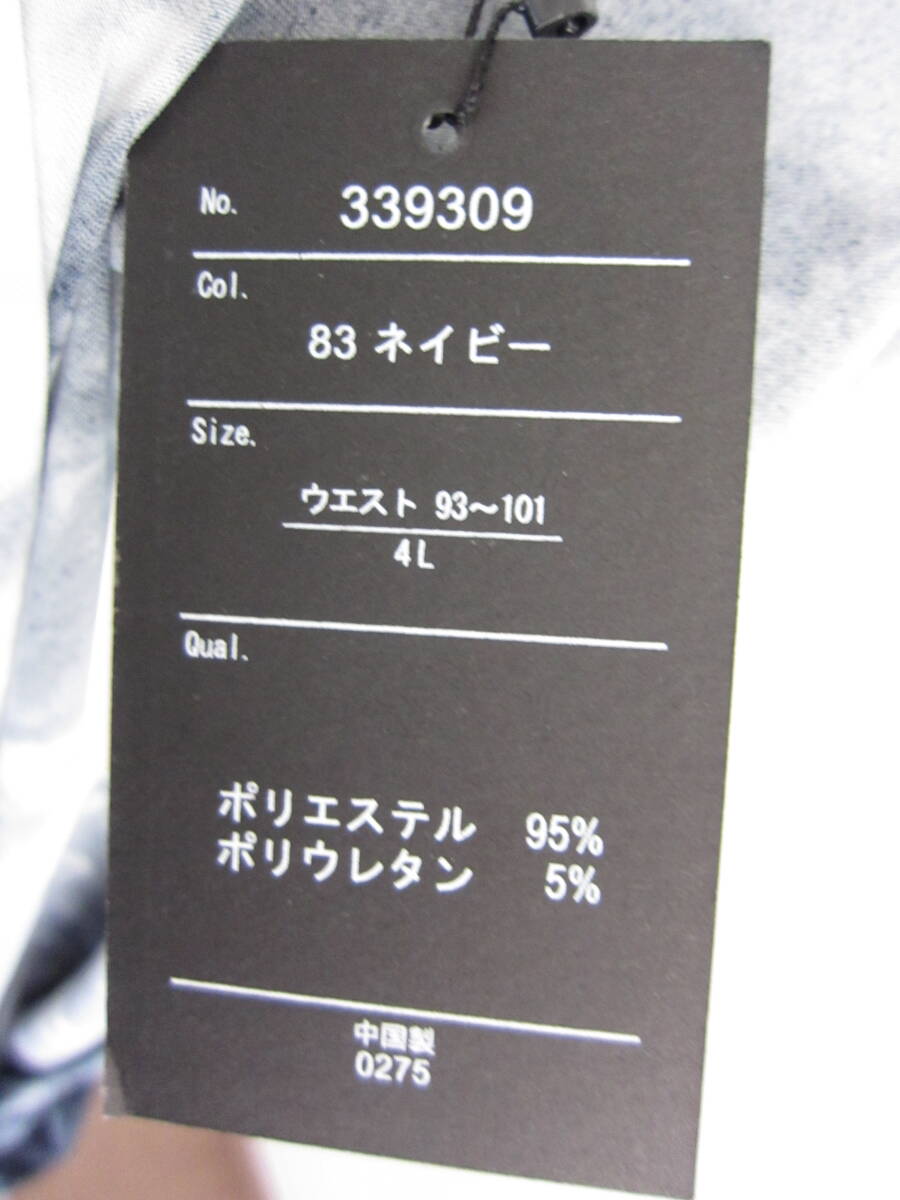 No. 339309
Col.
83 ネイビー
Size.
ウエスト 93～101
4L
Qual.
ポリエステル 95%
ポリウレタン 5%
中国製
0275